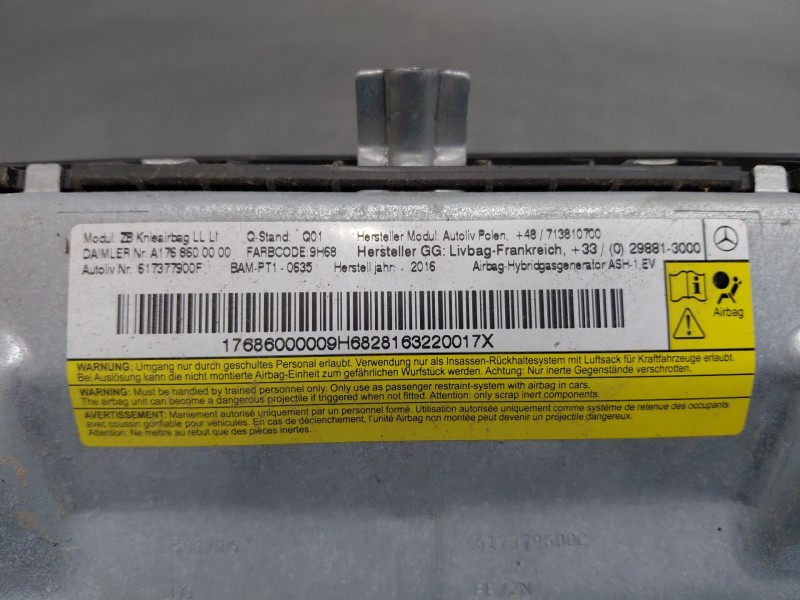 Modul: ZB Knieairbag LL Lt Q-Stand: Q01 Hersteller Modul: Autoliv Polen, +48 / 713810700
DAIMLER Nr.: A176 860 00 00 FARBCODE: 9H68 Hersteller GG: Livbag-Frankreich, +33 / (0) 29881-3000
Autoliv Nr: 617377900F BAM-PT1-0635 Herstell jahr: 2016 Airbag-Hybridgasgenerator ASH-1,EV
Airbag
17686000009H6828163220017X
WARNUNG: Umgang nur durch geschultes Personal erlaubt. Verwendung nur als Insassen-Rückhaltesystem mit Luftsack für Kraftfahrzeuge erlaubt.
Bei Auslösung kann die nicht montierte Airbag-Einheit zum gefährlichen Wurfstück werden. Achtung: Nur inerte Gegenstände verschrotten.
WARNING: Must be handled by trained personnel only. Only use as passenger restraint-system with airbag in cars.
The airbag unit can become a dangerous projectile if triggered when not fitted. Attention: only scrap inert components.
AVERTISSEMENT: Maniement autorisé uniquement par un personnel formé. Utilisation autorisée uniquement comme système de retenue des occupants
avec coussin gonflable pour véhicules. En cas de déclenchement, l'unité Airbag non montée peut devenir un projectile dangereux.
Attention: Ne mettre au rebut que des pièces inertes.
617379600C